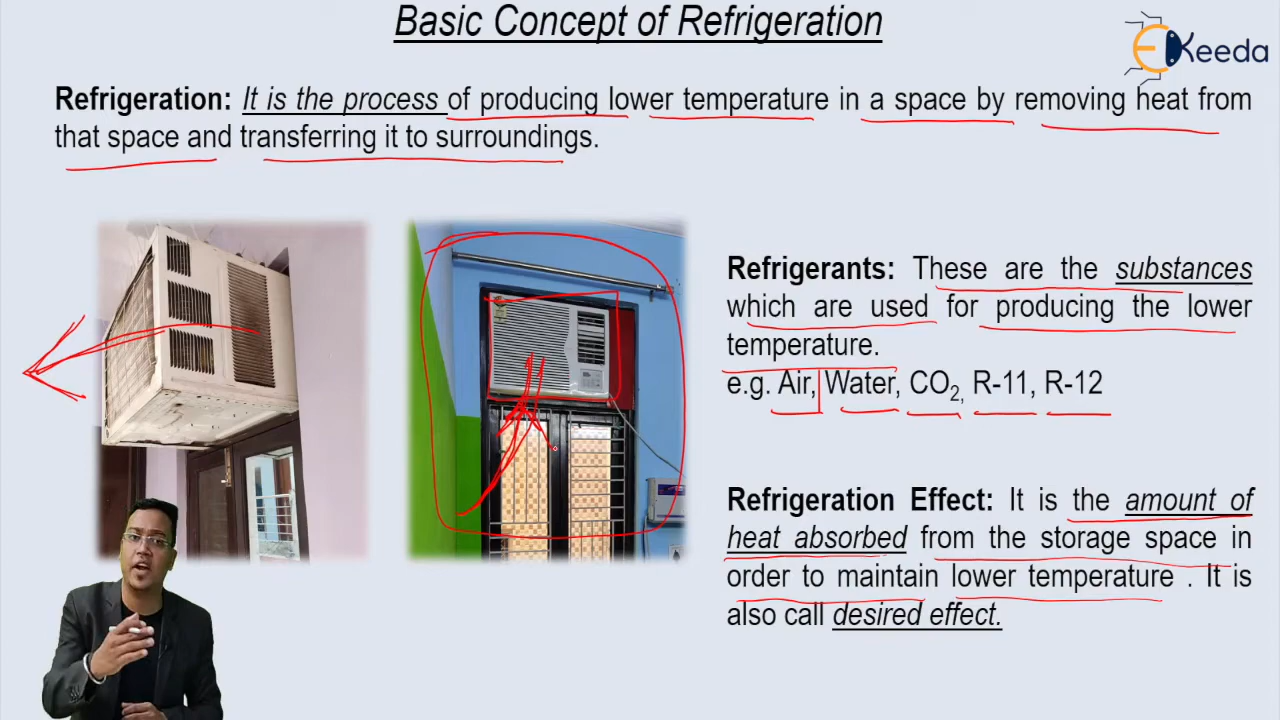 Basic Concept of Refrigeration
EKeeda
Refrigeration: It is the process of producing lower temperature in a space by removing heat from
that space and transferring it to surroundings.
Refrigerants: These are the substances
which are used for producing the lower
temperature.
e.g. Air, Water, CO2, R-11, R-12
Refrigeration Effect: It is the amount of
heat absorbed from the storage space in
order to maintain lower temperature . It is
also call desired effect.